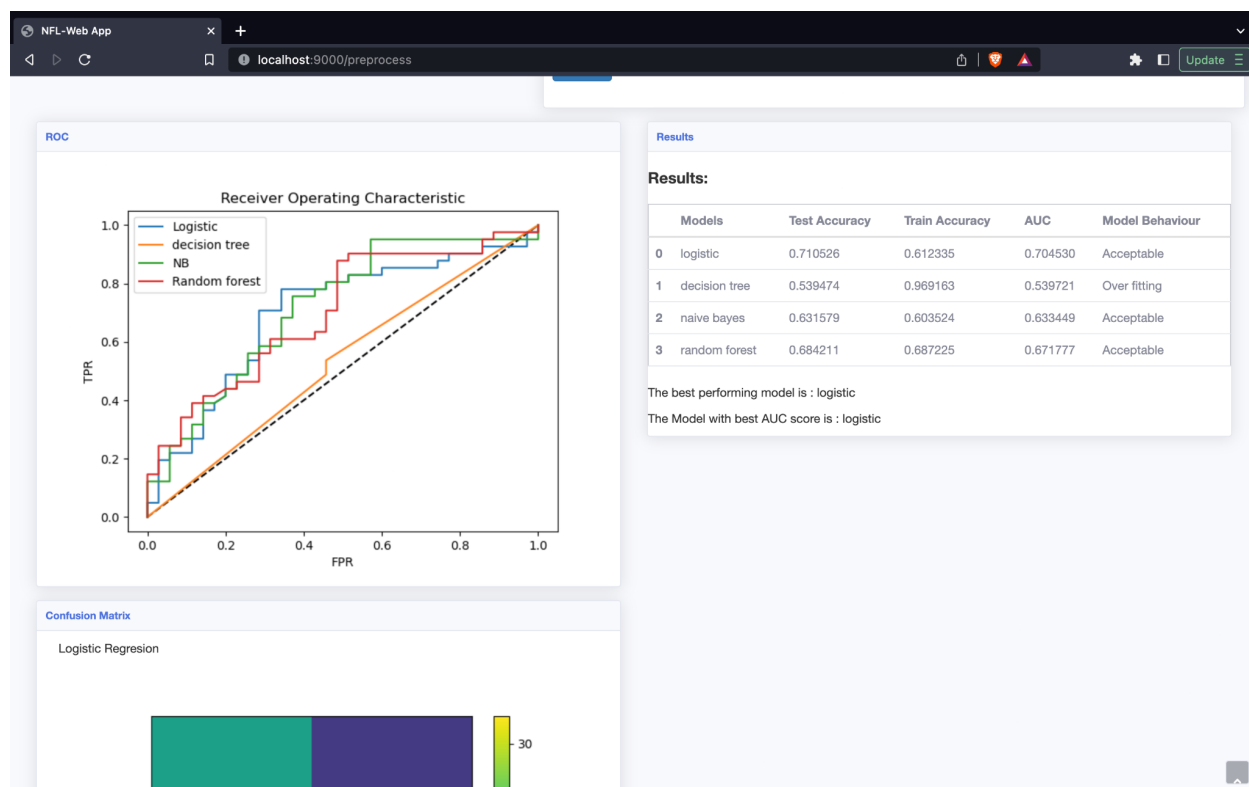 NFL-Web App
localhost:9000/preprocess
Update
ROC
Receiver Operating Characteristic
Logistic
decision tree
NB
Random forest
1.0
0.8
0.6
0.4
0.2
0.0
TPR
0.0 0.2 0.4 0.6 0.8 1.0
FPR
Results
Results:
Models Test Accuracy Train Accuracy AUC Model Behaviour
0 logistic 0.710526 0.612335 0.704530 Acceptable
1 decision tree 0.539474 0.969163 0.539721 Over fitting
2 naive bayes 0.631579 0.603524 0.633449 Acceptable
3 random forest 0.684211 0.687225 0.671777 Acceptable
The best performing model is : logistic
The Model with best AUC score is : logistic
Confusion Matrix
Logistic Regresion
30